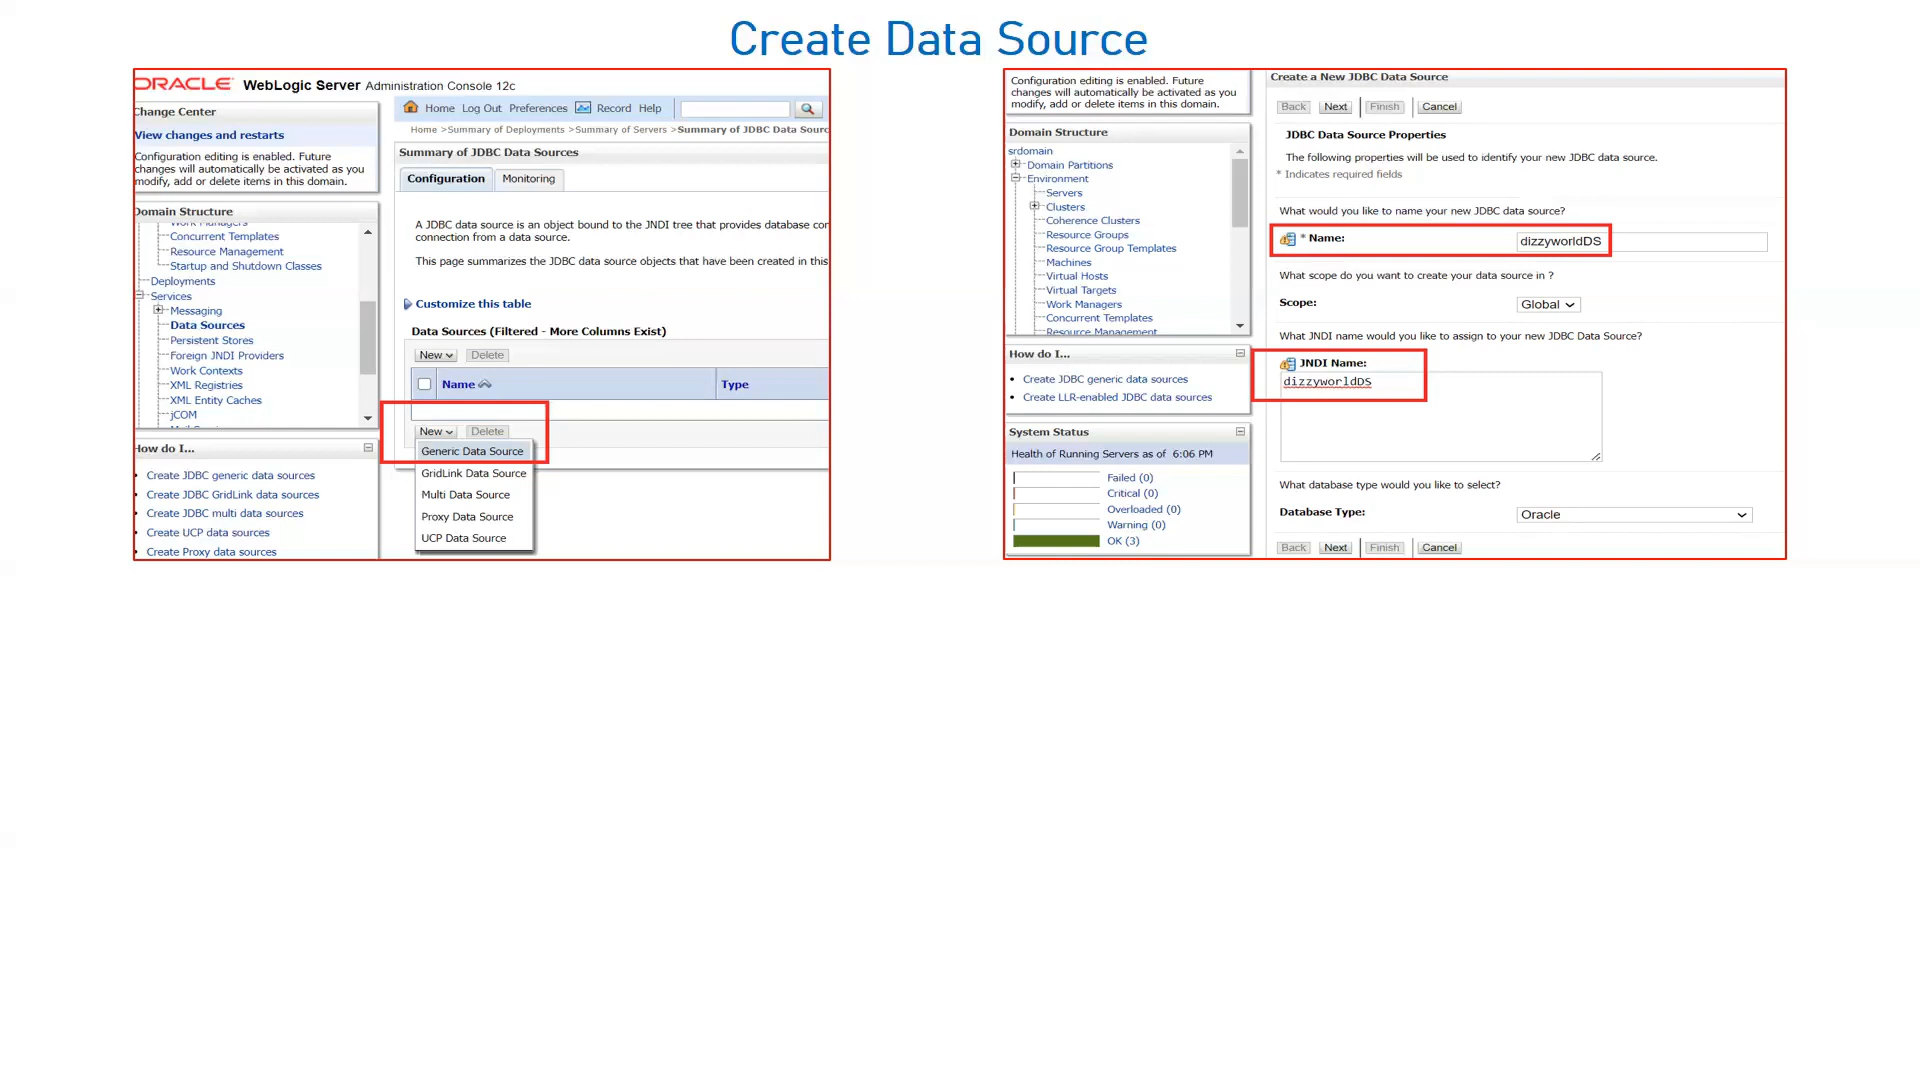 Create Data Source
ORACLE WebLogic Server Administration Console 12c
Change Center
View changes and restarts
Configuration editing is enabled. Future
changes will automatically be activated as you
modify, add or delete items in this domain.
Domain Structure
Work Managers
Concurrent Templates
Resource Management
Startup and Shutdown Classes
Deployments
Services
Messaging
Data Sources
Persistent Stores
Foreign JNDI Providers
Work Contexts
XML Registries
XML Entity Caches
jCOM
How do I...
Create JDBC generic data sources
Create JDBC GridLink data sources
Create JDBC multi data sources
Create UCP data sources
Create Proxy data sources
Home Log Out Preferences Record Help
Home >Summary of Deployments >Summary of Servers >Summary of JDBC Data Sourc
Summary of JDBC Data Sources
Configuration Monitoring
A JDBC data source is an object bound to the JNDI tree that provides database con
connection from a data source.
This page summarizes the JDBC data source objects that have been created in this
Customize this table
Data Sources (Filtered - More Columns Exist)
New Delete
Name Type
New Delete
Generic Data Source
GridLink Data Source
Multi Data Source
Proxy Data Source
UCP Data Source
Configuration editing is enabled. Future
changes will automatically be activated as you
modify, add or delete items in this domain.
Domain Structure
srdomain
Domain Partitions
Environment
Servers
Clusters
Coherence Clusters
Resource Groups
Resource Group Templates
Machines
Virtual Hosts
Virtual Targets
Work Managers
Concurrent Templates
Resource Management
How do I...
Create JDBC generic data sources
Create LLR-enabled JDBC data sources
System Status
Health of Running Servers as of 6:06 PM
Failed (0)
Critical (0)
Overloaded (0)
Warning (0)
OK (3)
Create a New JDBC Data Source
Back Next Finish Cancel
JDBC Data Source Properties
The following properties will be used to identify your new JDBC data source.
* Indicates required fields
What would you like to name your new JDBC data source?
* Name: dizzyworldDS
What scope do you want to create your data source in ?
Scope: Global
What JNDI name would you like to assign to your new JDBC Data Source?
JNDI Name:
dizzyworldDS
What database type would you like to select?
Database Type: Oracle
Back Next Finish Cancel